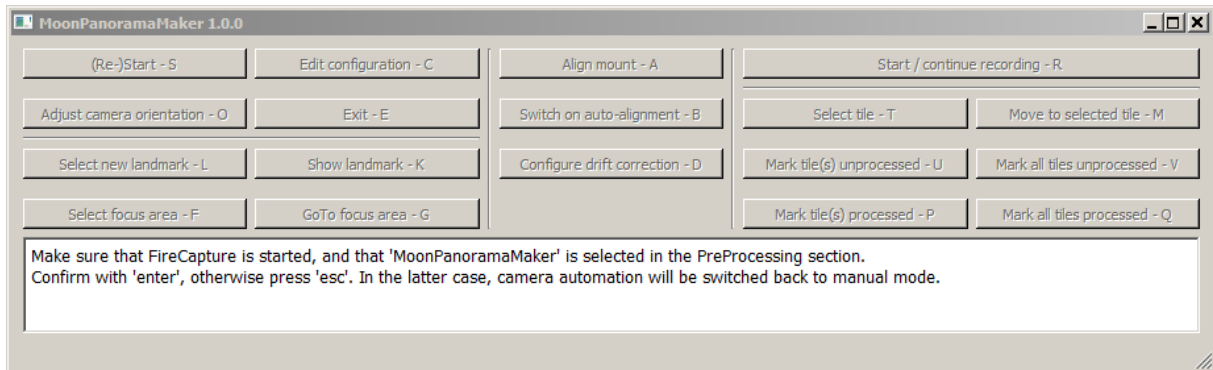 MoonPanoramaMaker 1.0.0
(Re-)Start - S
Edit configuration - C
Align mount - A
Start / continue recording - R
Adjust camera orientation - O
Exit - E
Switch on auto-alignment - B
Select tile - T
Move to selected tile - M
Select new landmark - L
Show landmark - K
Configure drift correction - D
Mark tile(s) unprocessed - U
Mark all tiles unprocessed - V
Select focus area - F
GoTo focus area - G
Mark tile(s) processed - P
Mark all tiles processed - Q
Make sure that FireCapture is started, and that 'MoonPanoramaMaker' is selected in the PreProcessing section.
Confirm with 'enter', otherwise press 'esc'. In the latter case, camera automation will be switched back to manual mode.